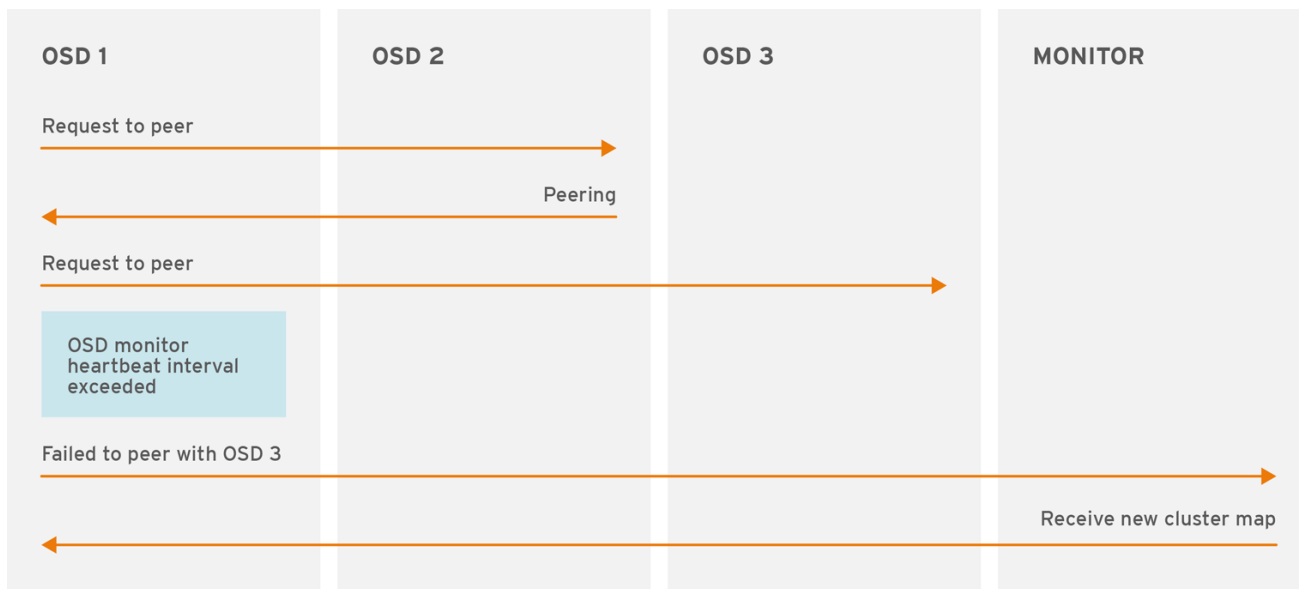 OSD 1
OSD 2
OSD 3
MONITOR
Request to peer
Peering
Request to peer
OSD monitor
heartbeat interval
exceeded
Failed to peer with OSD 3
Receive new cluster map